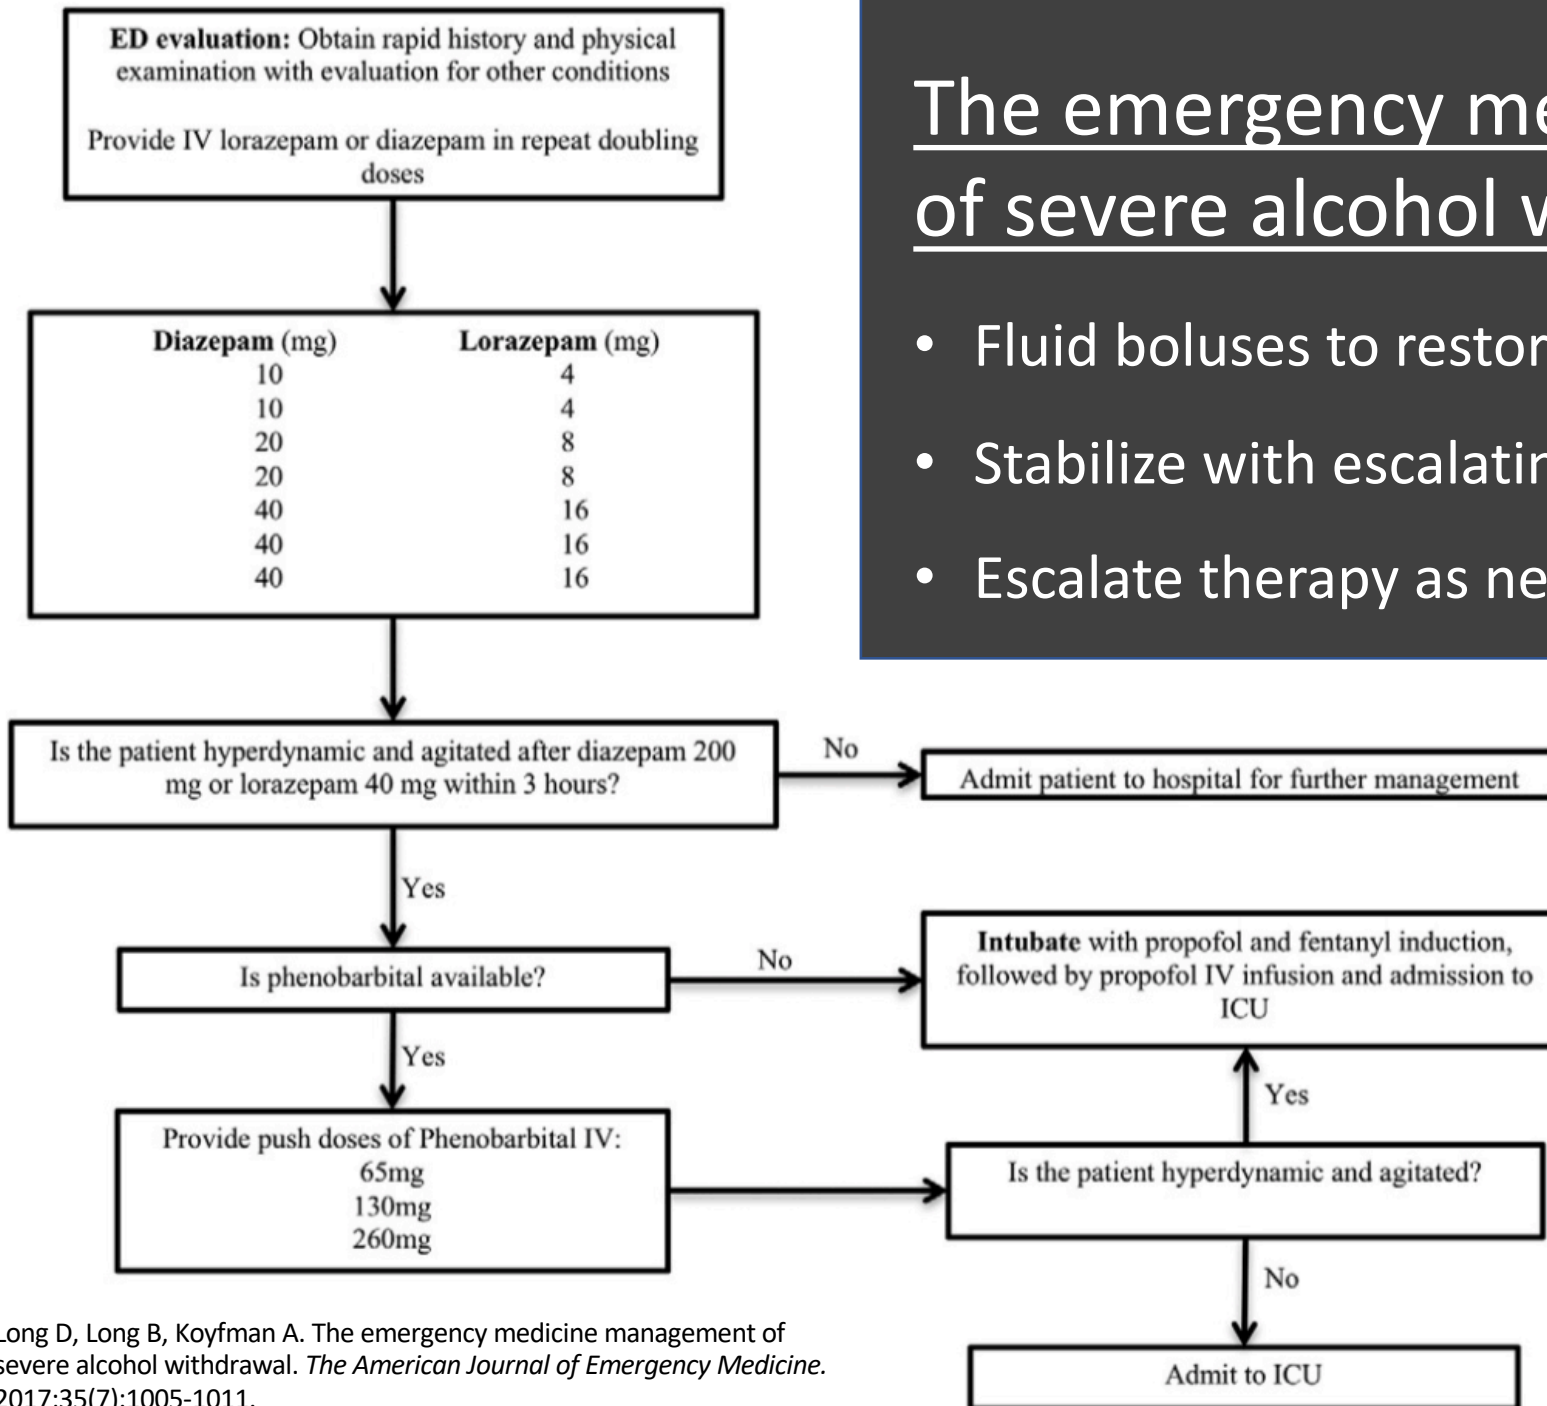 ED evaluation: Obtain rapid history and physical
examination with evaluation for other conditions
Provide IV lorazepam or diazepam in repeat doubling
doses
The emergency
of severe alcohol
• Fluid boluses to
• Stabilize with
• Escalate therapy as
Diazepam (mg) Lorazepam (mg)
10 4
10 4
20 8
20 8
40 16
40 16
40 16
Is the patient hyperdynamic and agitated after diazepam 200
mg or lorazepam 40 mg within 3 hours?
No
Admit patient to hospital for further management
Yes
Is phenobarbital available?
No
Intubate with propofol and fentanyl induction,
followed by propofol IV infusion and admission to
ICU
Yes
Provide push doses of Phenobarbital IV:
65mg
130mg
260mg
Yes
Is the patient hyperdynamic and agitated?
No
Admit to ICU
Long D, Long B, Koyfman A. The emergency medicine management of
severe alcohol withdrawal. The American Journal of Emergency Medicine.
2017;35(7):1005-1011.